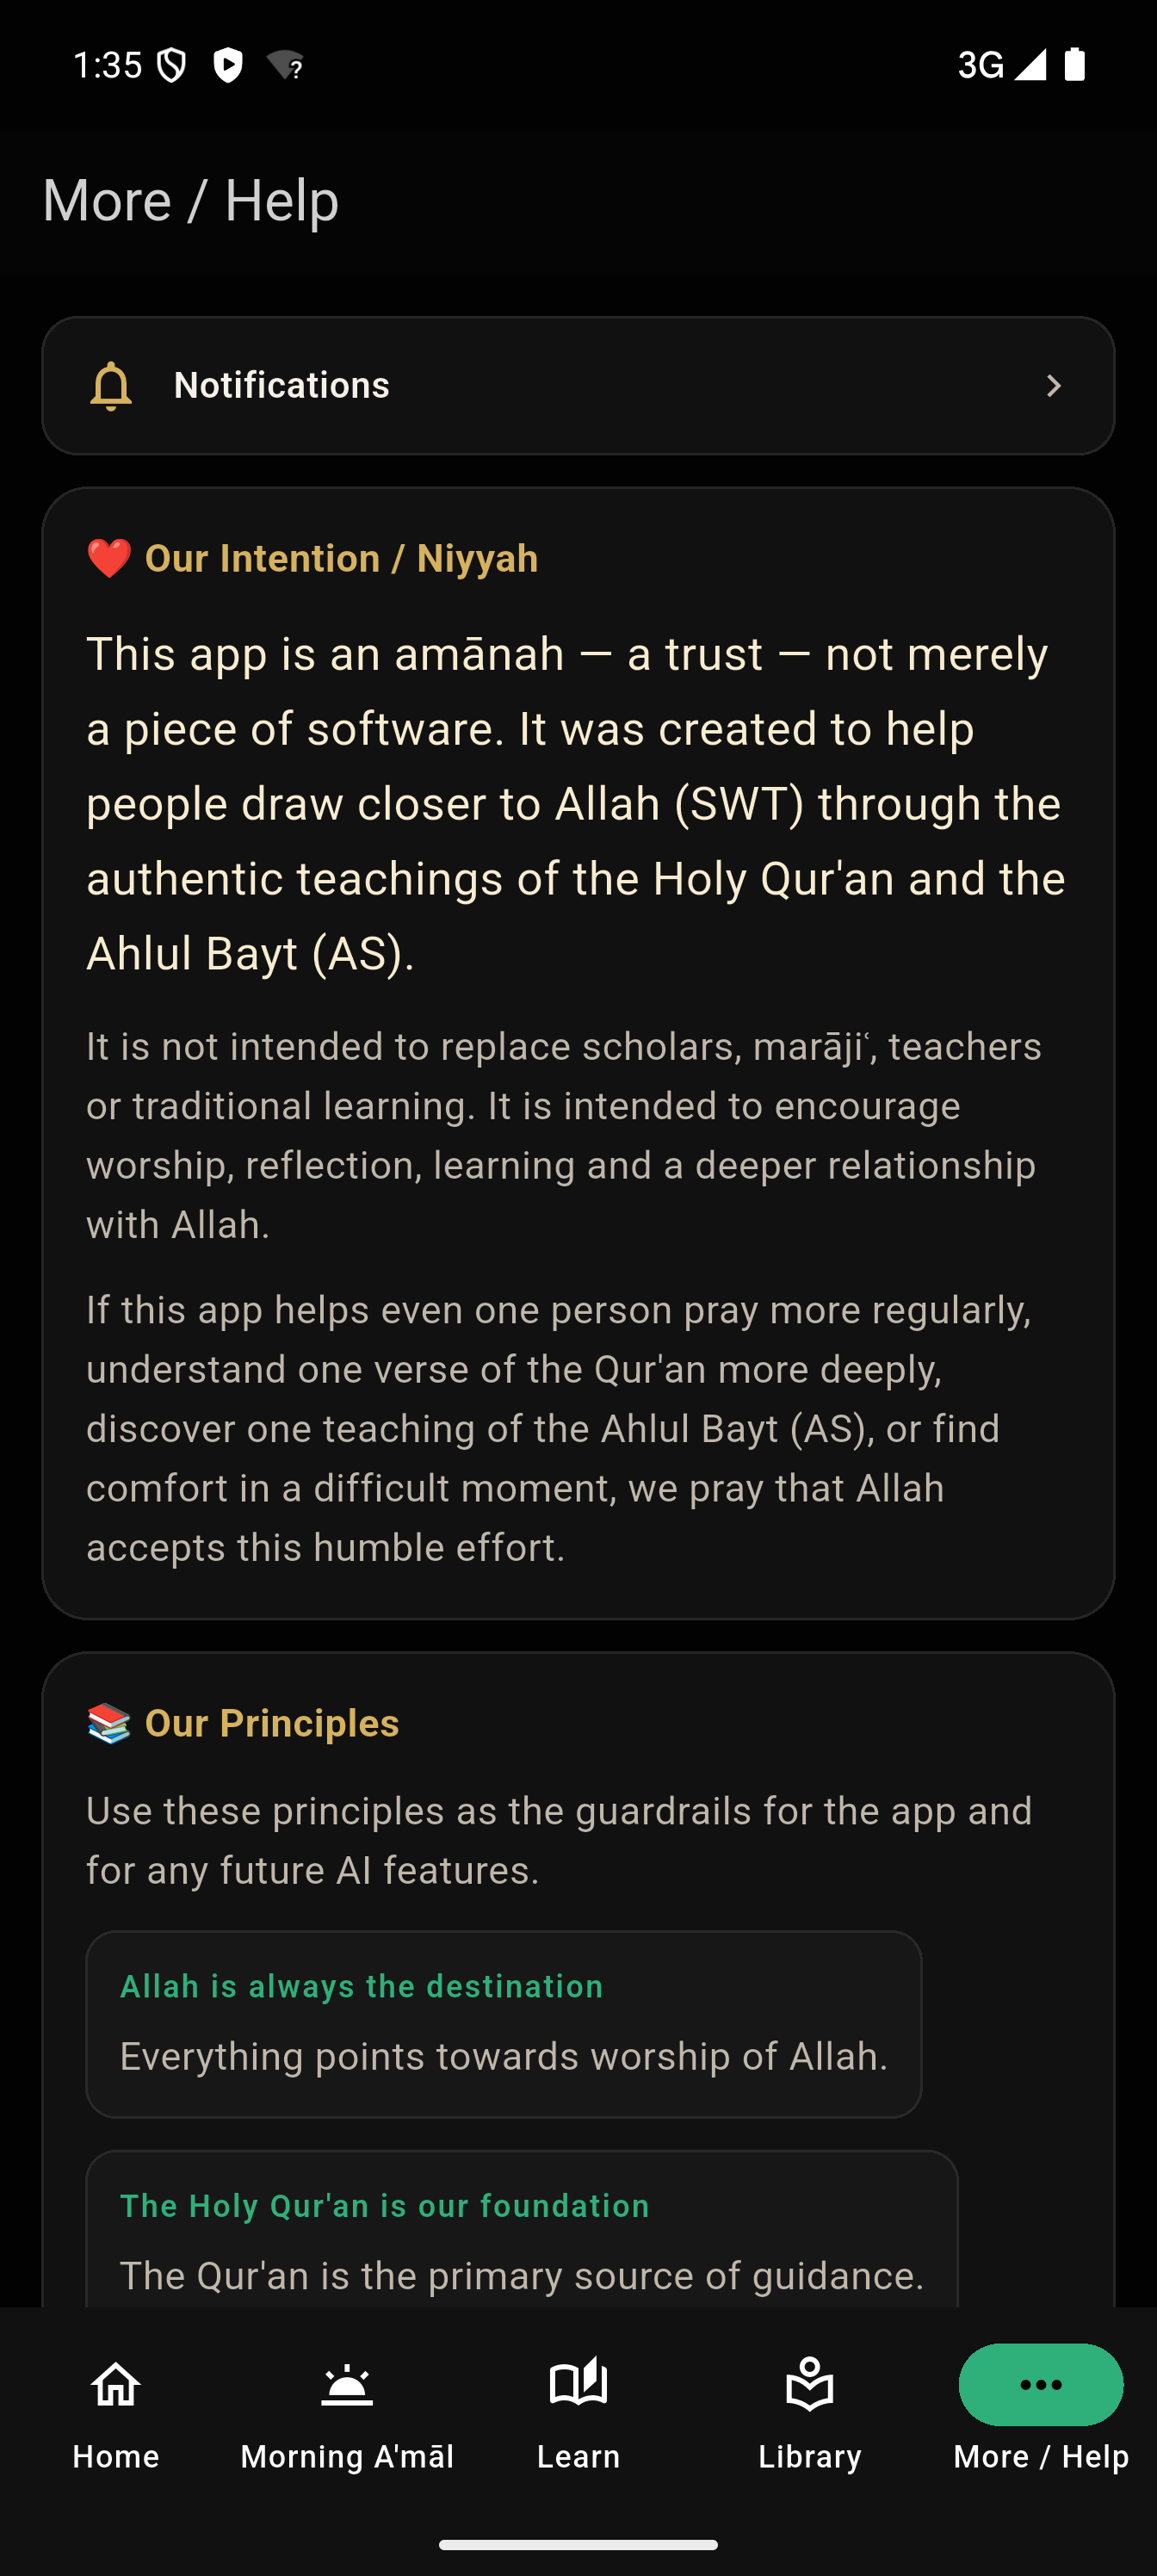 1:35
3G
More / Help
Notifications
❤️ Our Intention / Niyyah
This app is an amānah — a trust — not merely
a piece of software. It was created to help
people draw closer to Allah (SWT) through the
authentic teachings of the Holy Qur'an and the
Ahlul Bayt (AS).
It is not intended to replace scholars, marājiʿ, teachers
or traditional learning. It is intended to encourage
worship, reflection, learning and a deeper relationship
with Allah.
If this app helps even one person pray more regularly,
understand one verse of the Qur'an more deeply,
discover one teaching of the Ahlul Bayt (AS), or find
comfort in a difficult moment, we pray that Allah
accepts this humble effort.
📚 Our Principles
Use these principles as the guardrails for the app and
for any future AI features.
Allah is always the destination
Everything points towards worship of Allah.
The Holy Qur'an is our foundation
The Qur'an is the primary source of guidance.
Home
Morning A'māl
Learn
Library
More / Help